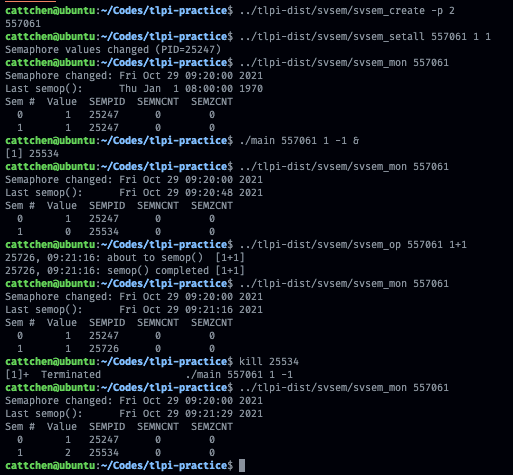 cattchen@ubuntu:~/Codes/tlpi-practice$ ../tlpi-dist/svsem/svsem_create -p 2
557061
cattchen@ubuntu:~/Codes/tlpi-practice$ ../tlpi-dist/svsem/svsem_setall 557061 1 1
Semaphore values changed (PID=25247)
cattchen@ubuntu:~/Codes/tlpi-practice$ ../tlpi-dist/svsem/svsem_mon 557061
Semaphore changed: Fri Oct 29 09:20:00 2021
Last semop():      Thu Jan  1 08:00:00 1970
Sem #  Value  SEMPID  SEMNCNT  SEMZCNT
  0       1   25247      0        0
  1       1   25247      0        0
cattchen@ubuntu:~/Codes/tlpi-practice$ ./main 557061 1 -1 &
[1] 25534
cattchen@ubuntu:~/Codes/tlpi-practice$ ../tlpi-dist/svsem/svsem_mon 557061
Semaphore changed: Fri Oct 29 09:20:00 2021
Last semop():      Fri Oct 29 09:20:48 2021
Sem #  Value  SEMPID  SEMNCNT  SEMZCNT
  0       1   25247      0        0
  1       0   25534      0        0
cattchen@ubuntu:~/Codes/tlpi-practice$ ../tlpi-dist/svsem/svsem_op 557061 1+1
25726, 09:21:16: about to semop()  [1+1]
25726, 09:21:16: semop() completed [1+1]
cattchen@ubuntu:~/Codes/tlpi-practice$ ../tlpi-dist/svsem/svsem_mon 557061
Semaphore changed: Fri Oct 29 09:20:00 2021
Last semop():      Fri Oct 29 09:21:16 2021
Sem #  Value  SEMPID  SEMNCNT  SEMZCNT
  0       1   25247      0        0
  1       1   25726      0        0
cattchen@ubuntu:~/Codes/tlpi-practice$ kill 25534
[1]+  Terminated              ./main 557061 1 -1
cattchen@ubuntu:~/Codes/tlpi-practice$ ../tlpi-dist/svsem/svsem_mon 557061
Semaphore changed: Fri Oct 29 09:20:00 2021
Last semop():      Fri Oct 29 09:21:29 2021
Sem #  Value  SEMPID  SEMNCNT  SEMZCNT
  0       1   25247      0        0
  1       2   25534      0        0
cattchen@ubuntu:~/Codes/tlpi-practice$